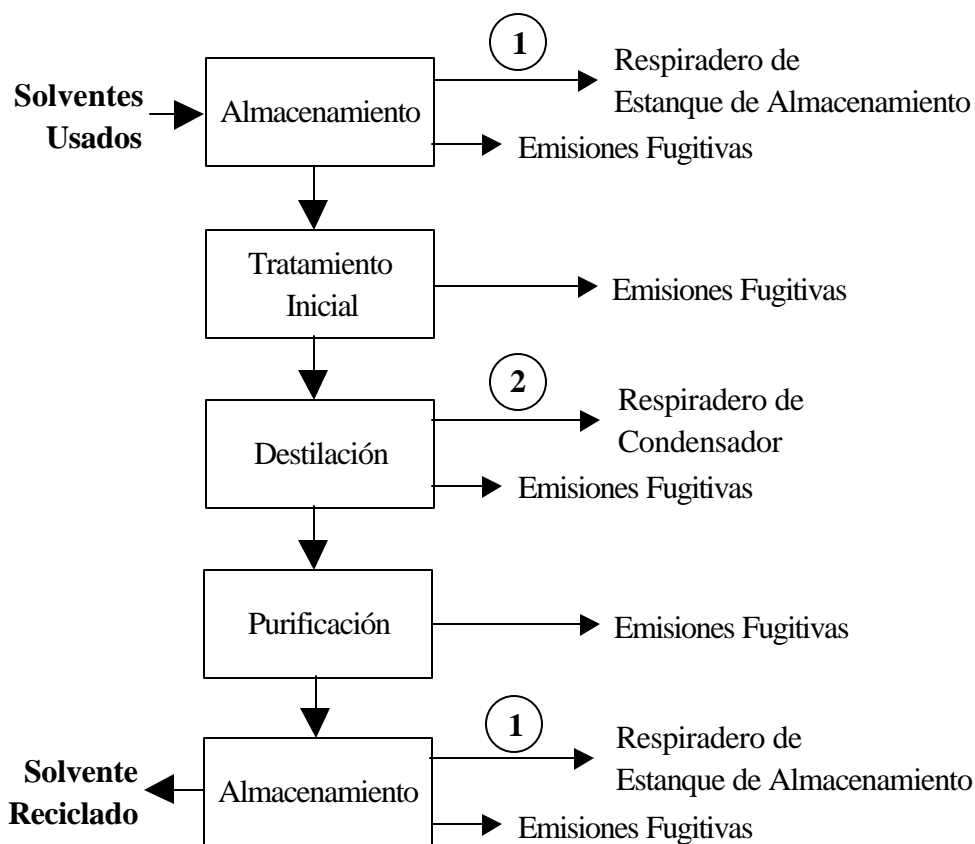 1
Respiradero de
Estanque de Almacenamiento
Solventes
Usados
Almacenamiento
Emisiones Fugitivas
Tratamiento
Inicial
Emisiones Fugitivas
2
Respiradero de
Condensador
Destilación
Emisiones Fugitivas
Purificación
Emisiones Fugitivas
1
Respiradero de
Estanque de Almacenamiento
Solvente
Reciclado
Almacenamiento
Emisiones Fugitivas